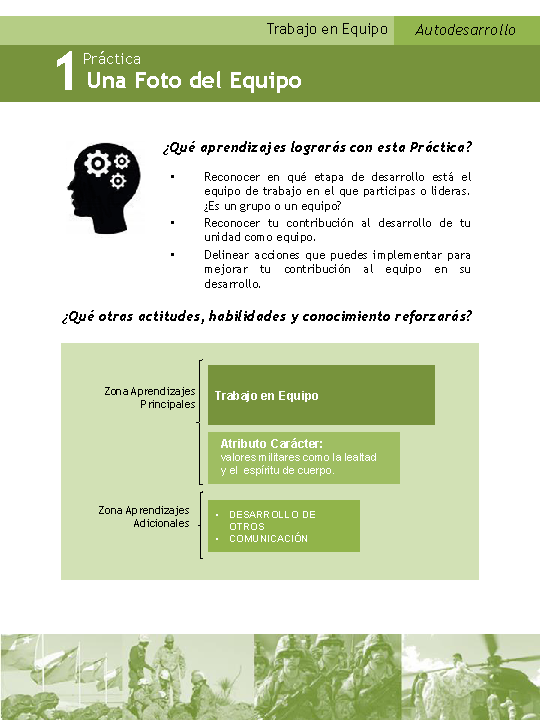 Trabajo en Equipo
Autodesarrollo
1
Práctica
Una Foto del Equipo
¿Qué aprendizajes lograrás con esta Práctica?
• Reconocer en qué etapa de desarrollo está el
equipo de trabajo en el que participas o lideras.
¿Es un grupo o un equipo?
• Reconocer tu contribución al desarrollo de tu
unidad como equipo.
• Delinear acciones que puedes implementar para
mejorar tu contribución al equipo en su
desarrollo.
¿Qué otras actitudes, habilidades y conocimiento reforzarás?
Zona Aprendizajes
Principales
Trabajo en Equipo
Atributo Carácter:
valores militares como la lealtad
y el espíritu de cuerpo.
Zona Aprendizajes
Adicionales
• DESARROLLO DE
OTROS
• COMUNICACIÓN